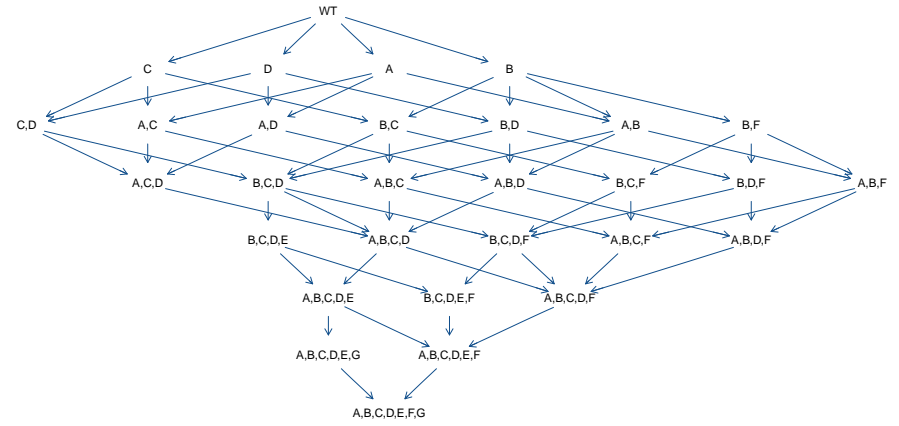 WT
C D A B
C,D A,C A,D B,C B,D A,B B,F
A,C,D B,C,D A,B,C A,B,D B,C,F B,D,F A,B,F
B,C,D,E A,B,C,D B,C,D,F A,B,C,F A,B,D,F
A,B,C,D,E B,C,D,E,F A,B,C,D,F
A,B,C,D,E,G A,B,C,D,E,F
A,B,C,D,E,F,G